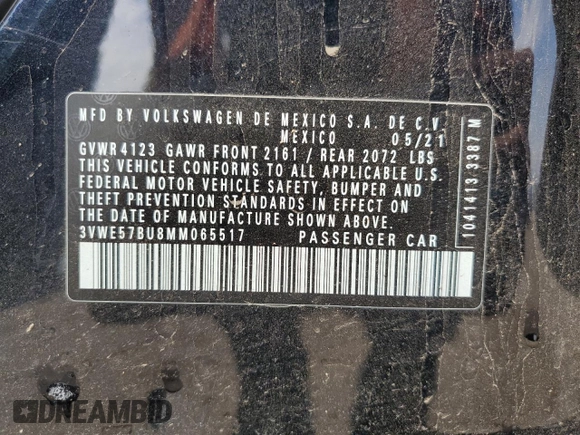 MFD BY VOLKSWAGEN DE MEXICO S.A. DE C.V.
MEXICO 05/21
GVWR 4123 GAWR FRONT 2161 / REAR 2072 LBS
THIS VEHICLE CONFORMS TO ALL APPLICABLE U.S.
FEDERAL MOTOR VEHICLE SAFETY, BUMPER AND
THEFT PREVENTION STANDARDS IN EFFECT ON
THE DATE OF MANUFACTURE SHOWN ABOVE.
3VWE57BU8MM065517 PASSENGER CAR
1041413 3387 M
DREAMBID